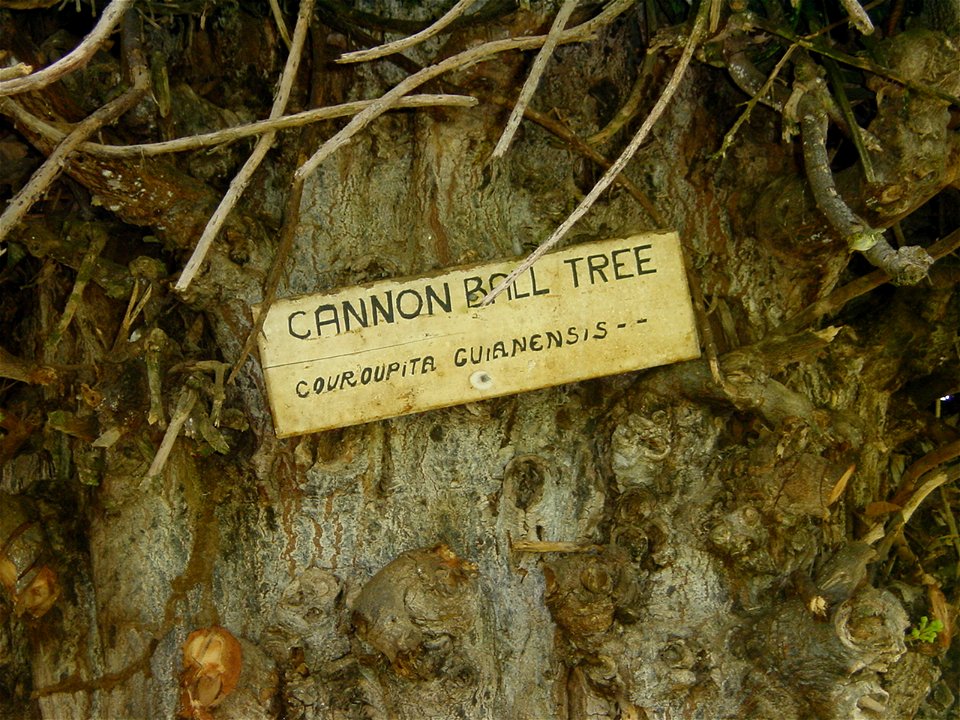 CANNON BALL TREE
COUROUPITA GUIANENSIS--